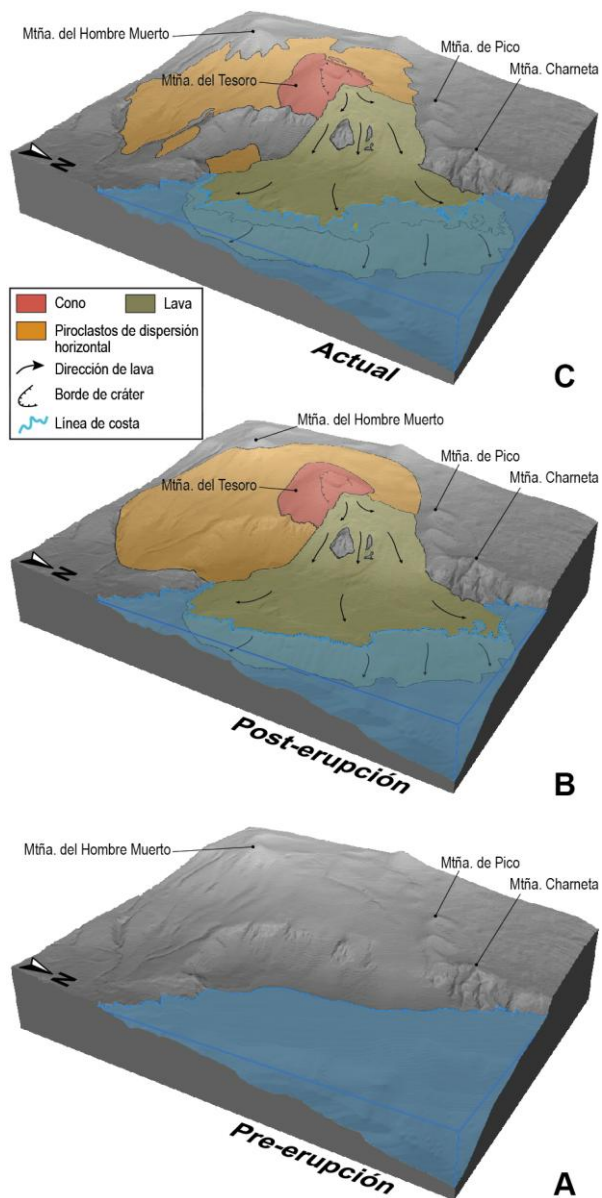 Mtña. del Hombre Muerto
Mtña. de Pico
Mtña. del Tesoro
Mtña. Charneta
N
Cono
Lava
Piroclastos de dispersión
horizontal
Dirección de lava
Borde de cráter
Línea de costa
Actual
C
Mtña. del Hombre Muerto
Mtña. de Pico
Mtña. del Tesoro
Mtña. Charneta
N
Post-erupción
B
Mtña. del Hombre Muerto
Mtña. de Pico
Mtña. Charneta
N
Pre-erupción
A